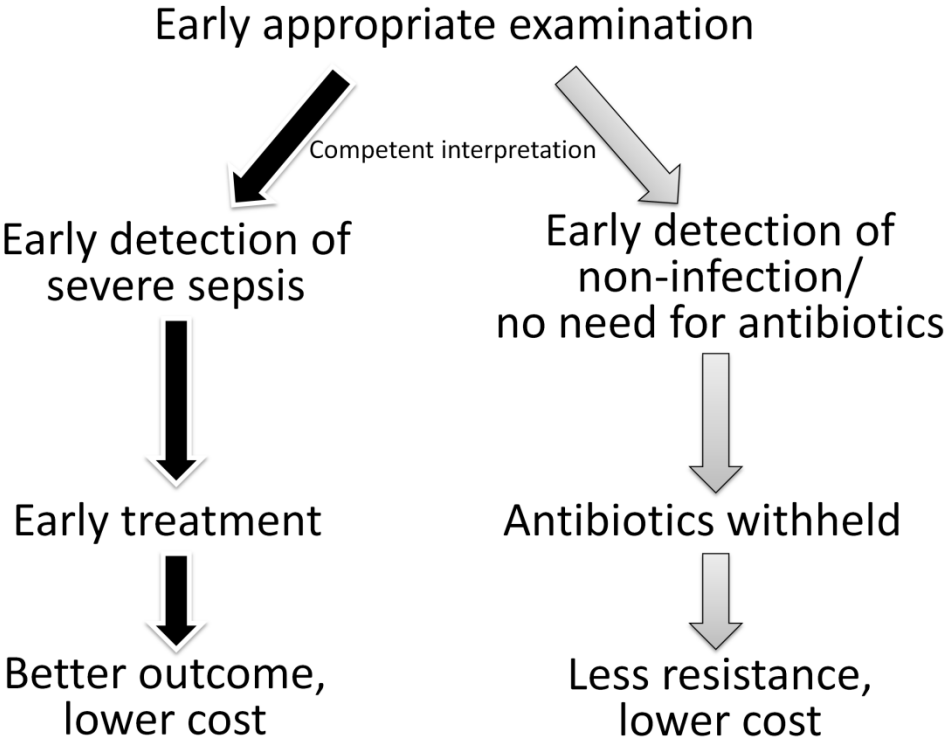 Early appropriate examination
Competent interpretation
Early detection of
severe sepsis
Early detection of
non-infection/
no need for antibiotics
Early treatment
Antibiotics withheld
Better outcome,
lower cost
Less resistance,
lower cost